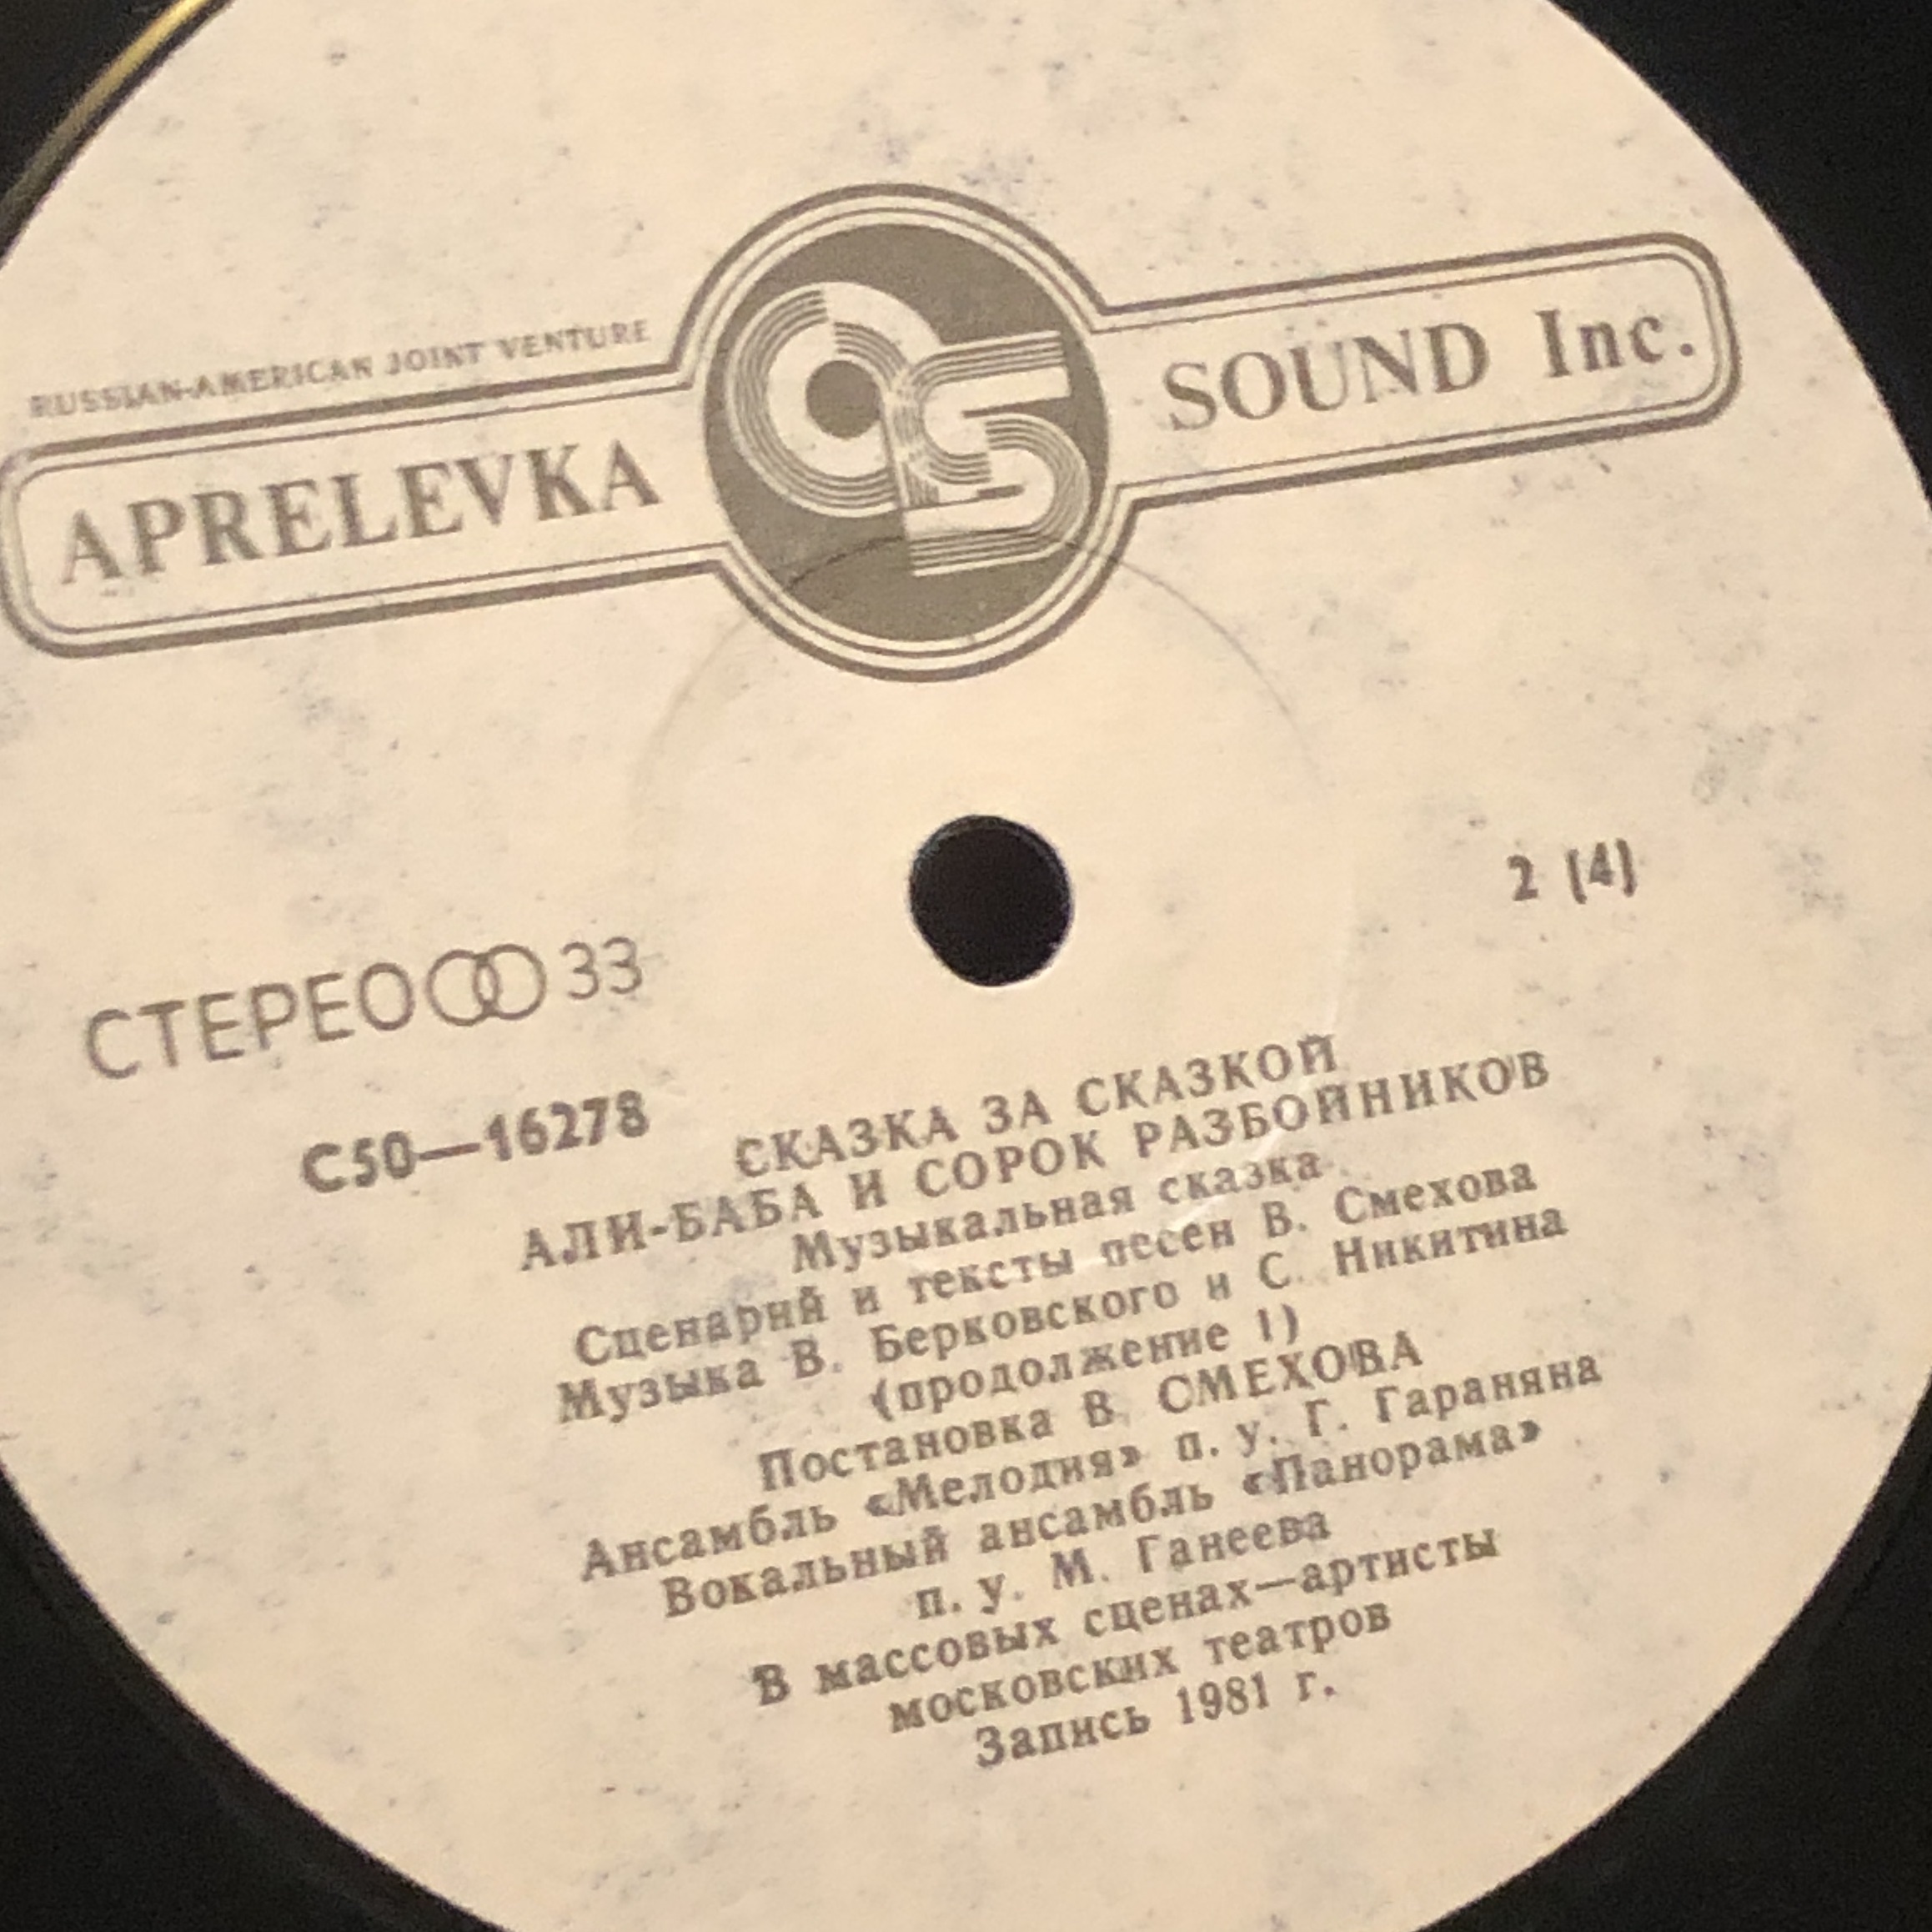 RUSSIAN-AMERICAN JOINT VENTURE
APRELEVKA SOUND Inc.
2 (4)
СТЕРЕО 33
С50—16278
СКАЗКА ЗА СКАЗКОЙ
АЛИ-БАБА И СОРОК РАЗБОЙНИКОВ
Музыкальная сказка
Сценарий и тексты песен В. Смехова
Музыка В. Берковского и С. Никитина
(продолжение 1)
Постановка В. СМЕХОВА
Ансамбль «Мелодия» п. у. Г. Гараняна
Вокальный ансамбль «Панорама»
п. у. М. Ганеева
В массовых сценах—артисты
московских театров
Запись 1981 г.